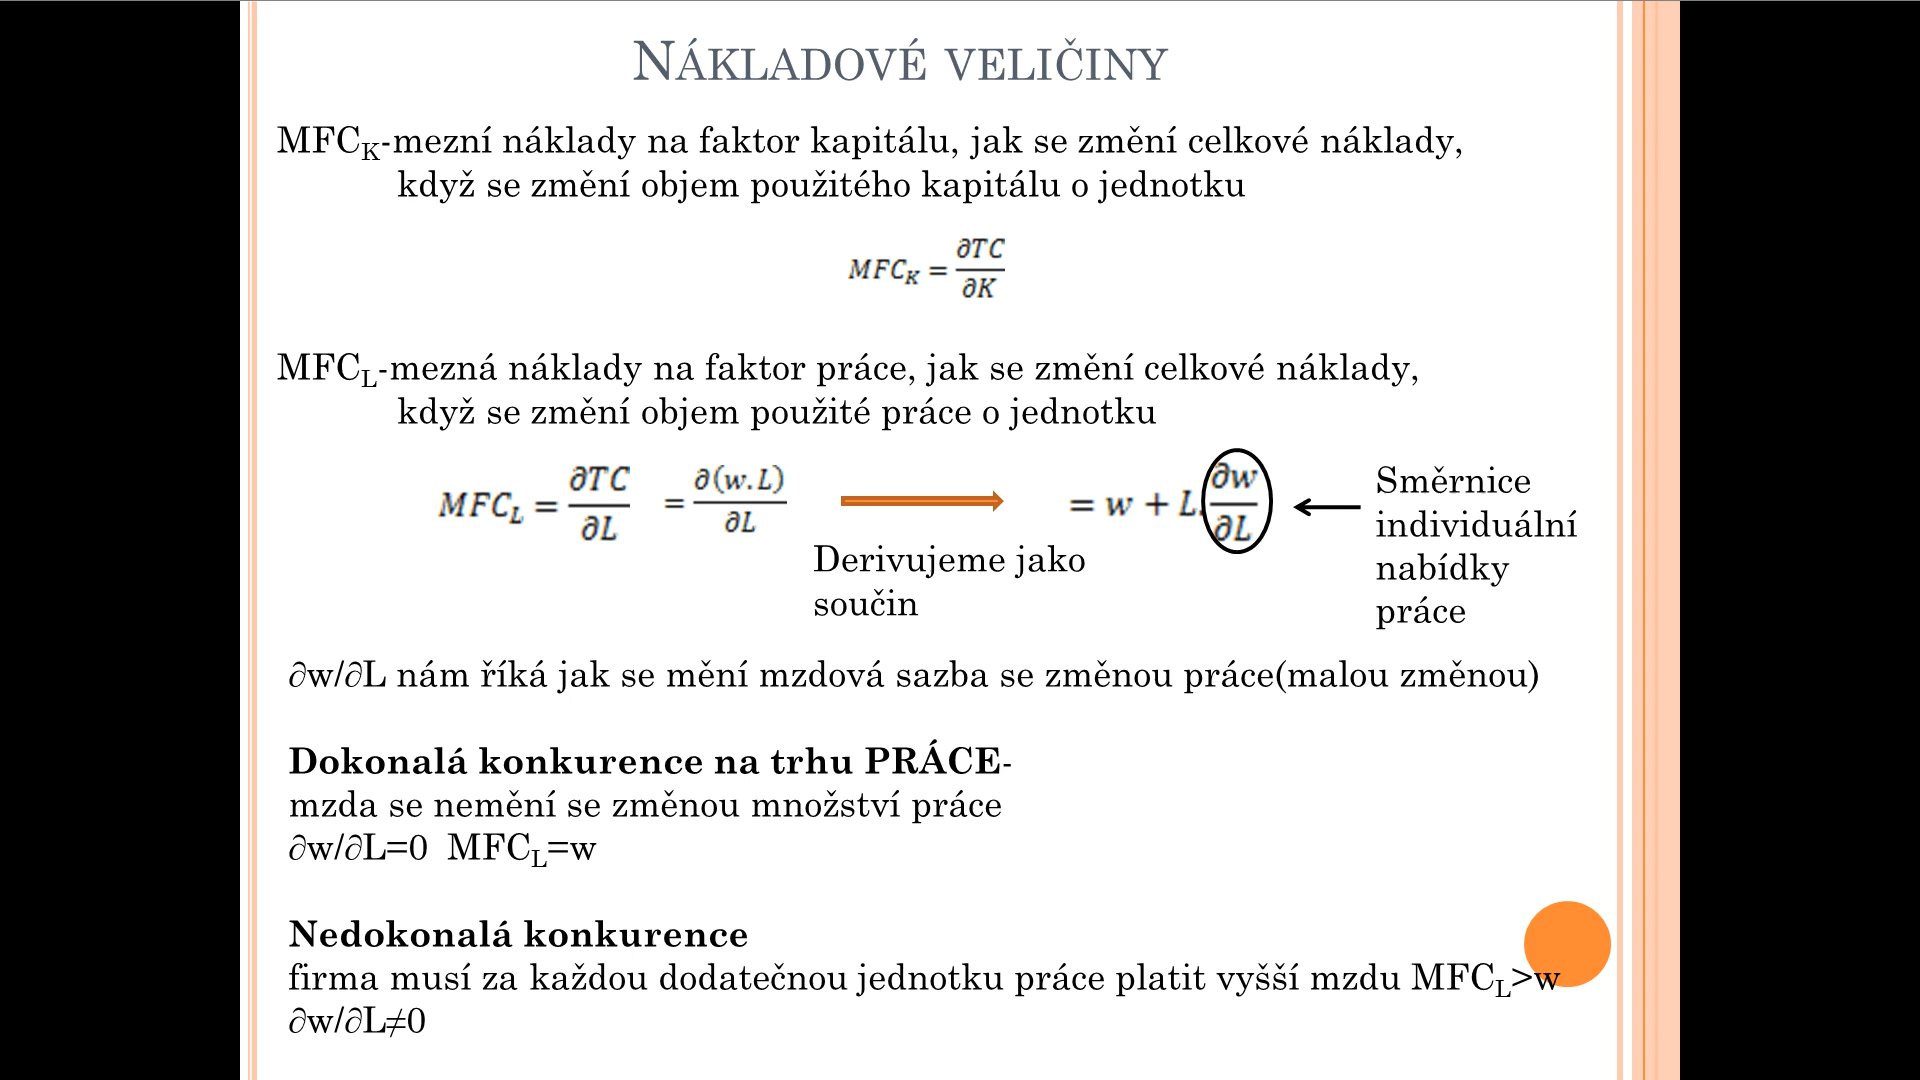 NÁKLADOVÉ VELIČINY
MFC_K-mezní náklady na faktor kapitálu, jak se změní celkové náklady,
když se změní objem použitého kapitálu o jednotku
MFC_K = ∂TC/∂K
MFC_L-mezná náklady na faktor práce, jak se změní celkové náklady,
když se změní objem použité práce o jednotku
MFC_L = ∂TC/∂L = ∂(w.L)/∂L = w + L.∂w/∂L
Derivujeme jako
součin
Směrnice
individuální
nabídky
práce
∂w/∂L nám říká jak se mění mzdová sazba se změnou práce(malou změnou)
Dokonalá konkurence na trhu PRÁCE-
mzda se nemění se změnou množství práce
∂w/∂L=0 MFC_L=w
Nedokonalá konkurence
firma musí za každou dodatečnou jednotku práce platit vyšší mzdu MFC_L>w
∂w/∂L≠0